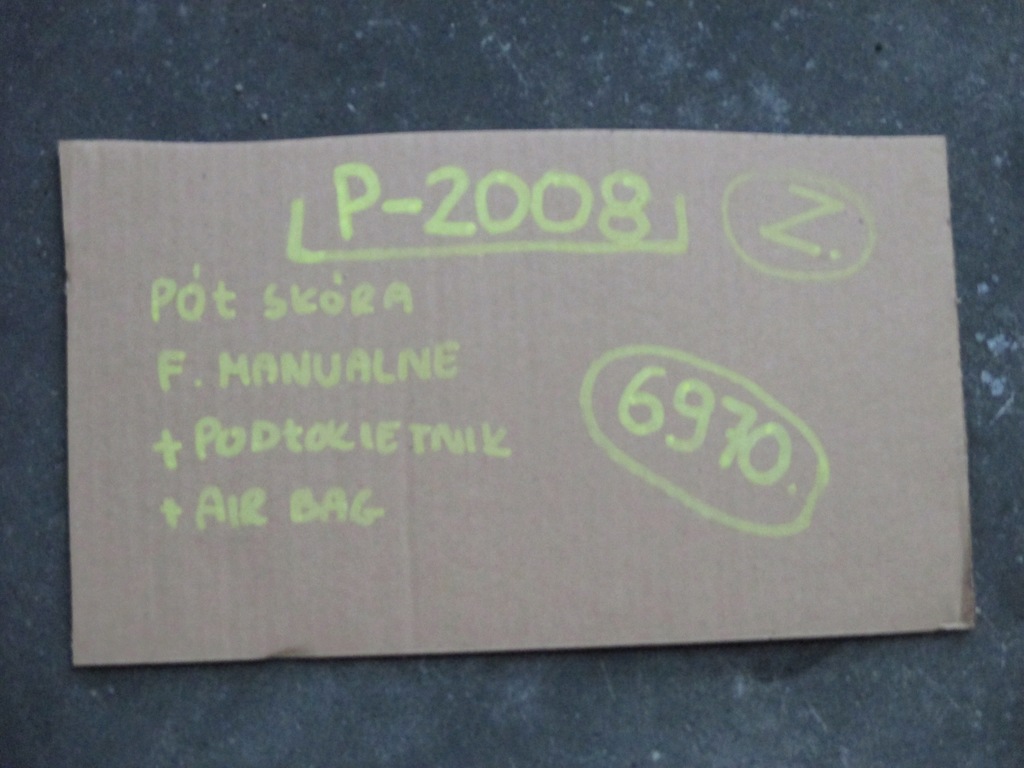 P-2008
Z.
PÓŁ SKÓRA
F. MANUALNE
+ PODŁOKIETNIK
+ AIR BAG
6970.